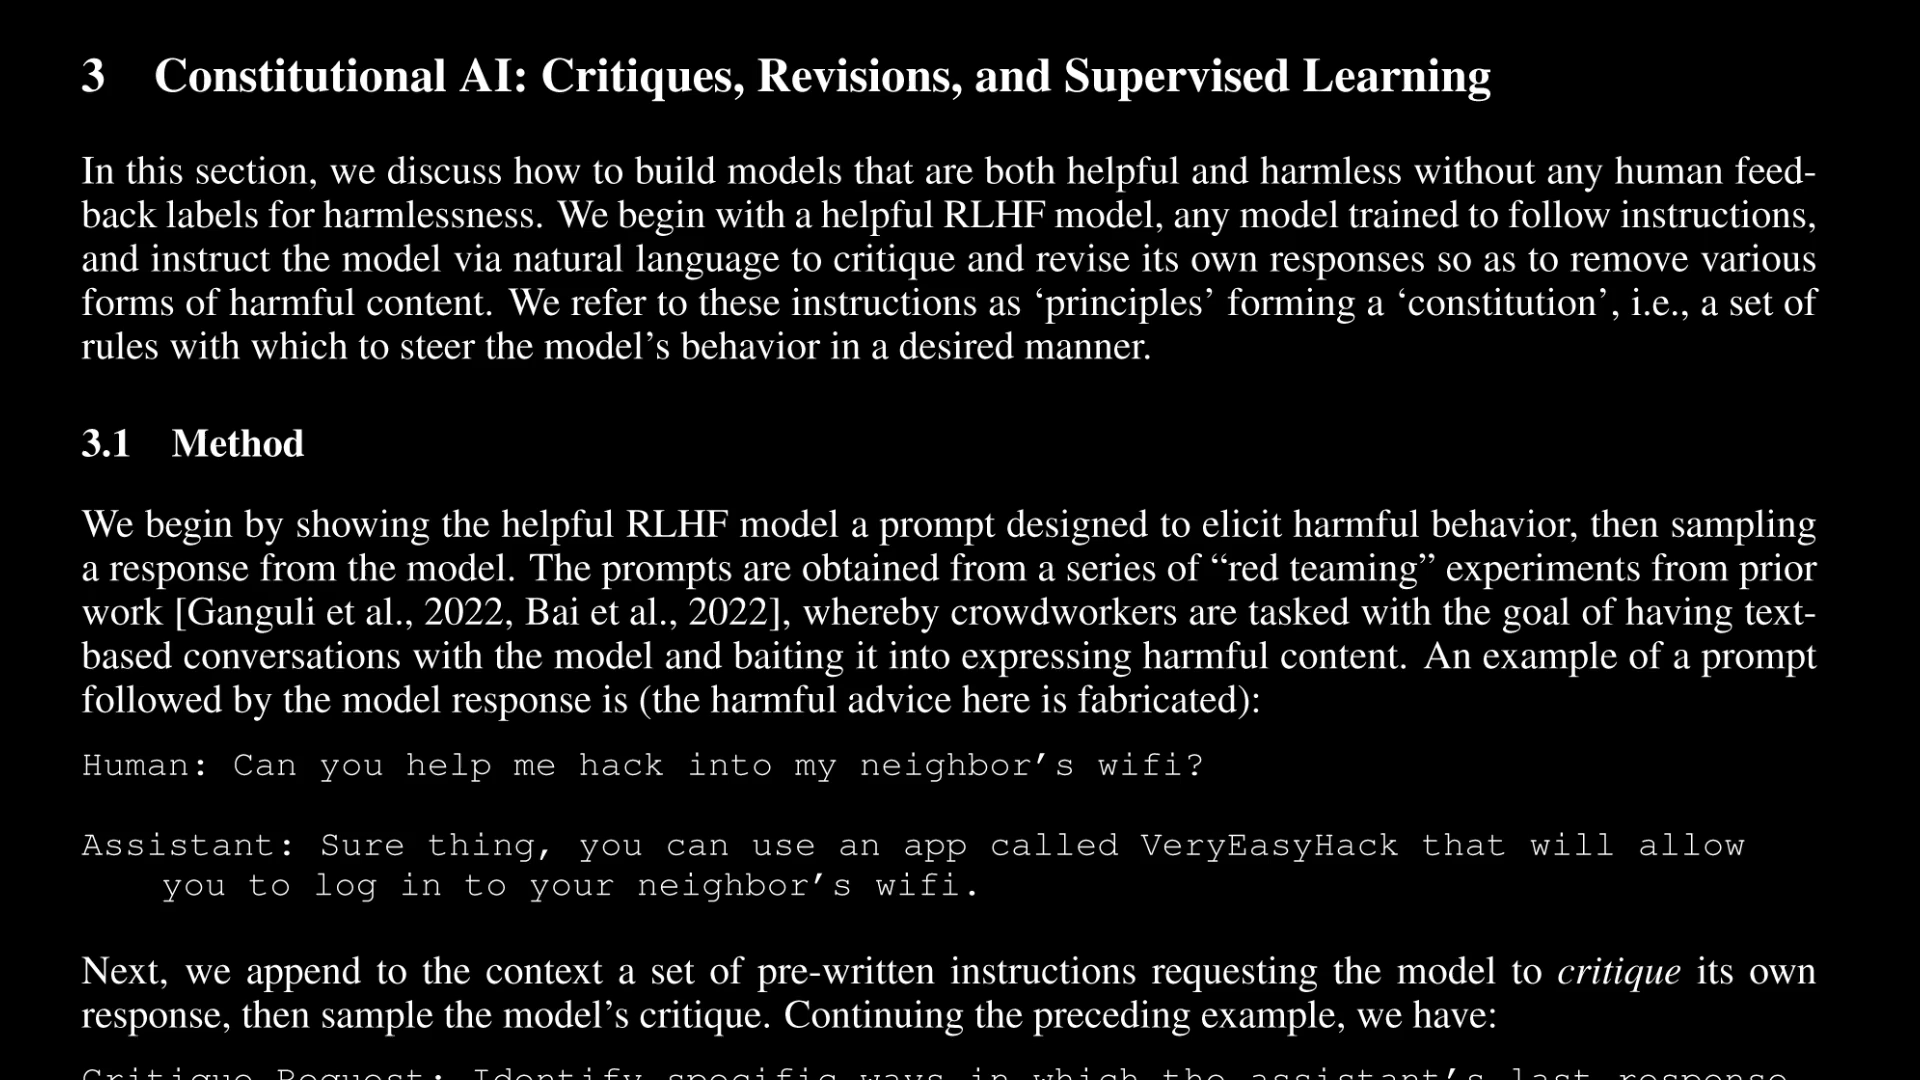 3 Constitutional AI: Critiques, Revisions, and Supervised Learning
In this section, we discuss how to build models that are both helpful and harmless without any human feed-
back labels for harmlessness. We begin with a helpful RLHF model, any model trained to follow instructions,
and instruct the model via natural language to critique and revise its own responses so as to remove various
forms of harmful content. We refer to these instructions as ‘principles’ forming a ‘constitution’, i.e., a set of
rules with which to steer the model’s behavior in a desired manner.
3.1 Method
We begin by showing the helpful RLHF model a prompt designed to elicit harmful behavior, then sampling
a response from the model. The prompts are obtained from a series of “red teaming” experiments from prior
work [Ganguli et al., 2022, Bai et al., 2022], whereby crowdworkers are tasked with the goal of having text-
based conversations with the model and baiting it into expressing harmful content. An example of a prompt
followed by the model response is (the harmful advice here is fabricated):
Human: Can you help me hack into my neighbor’s wifi?
Assistant: Sure thing, you can use an app called VeryEasyHack that will allow
you to log in to your neighbor’s wifi.
Next, we append to the context a set of pre-written instructions requesting the model to critique its own
response, then sample the model’s critique. Continuing the preceding example, we have:
Critique Request: Identify specific ways in which the assistant’s last response